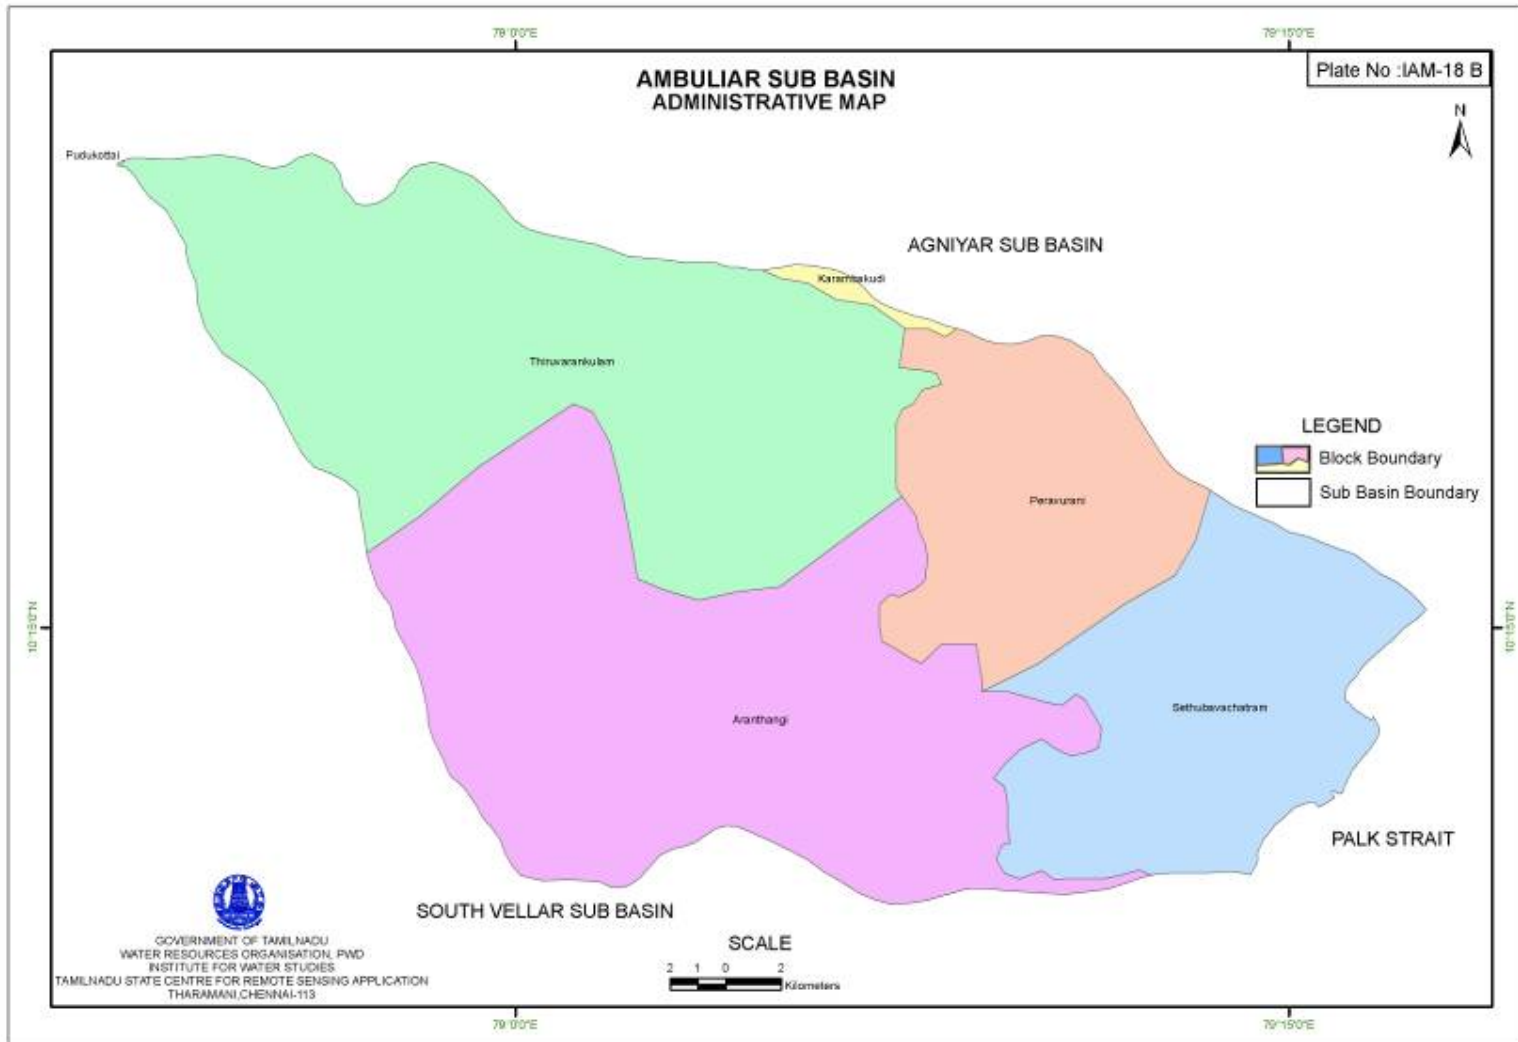 79°0'0"E
79°15'0"E
Plate No :IAM-18 B
AMBULIAR SUB BASIN
ADMINISTRATIVE MAP
N
Pudukottai
AGNIYAR SUB BASIN
Karambakudi
Thiruvarankulam
LEGEND
Block Boundary
Sub Basin Boundary
Peravurani
10°15'0"N
10°15'0"N
Sethubavachatram
Aranthangi
PALK STRAIT
SOUTH VELLAR SUB BASIN
GOVERNMENT OF TAMILNADU
WATER RESOURCES ORGANISATION, PWD
INSTITUTE FOR WATER STUDIES
TAMILNADU STATE CENTRE FOR REMOTE SENSING APPLICATION
THARAMANI,CHENNAI-113
SCALE
2 1 0 2
Kilometers
79°0'0"E
79°15'0"E